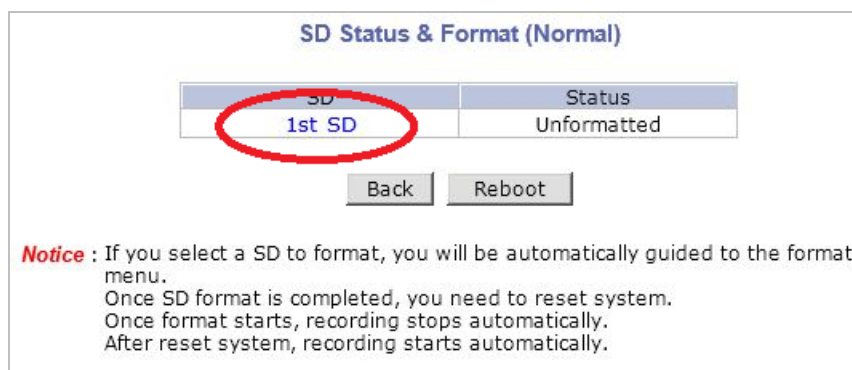 SD Status & Format (Normal)
SD Status
1st SD Unformatted
Back Reboot
Notice : If you select a SD to format, you will be automatically guided to the format
menu.
Once SD format is completed, you need to reset system.
Once format starts, recording stops automatically.
After reset system, recording starts automatically.